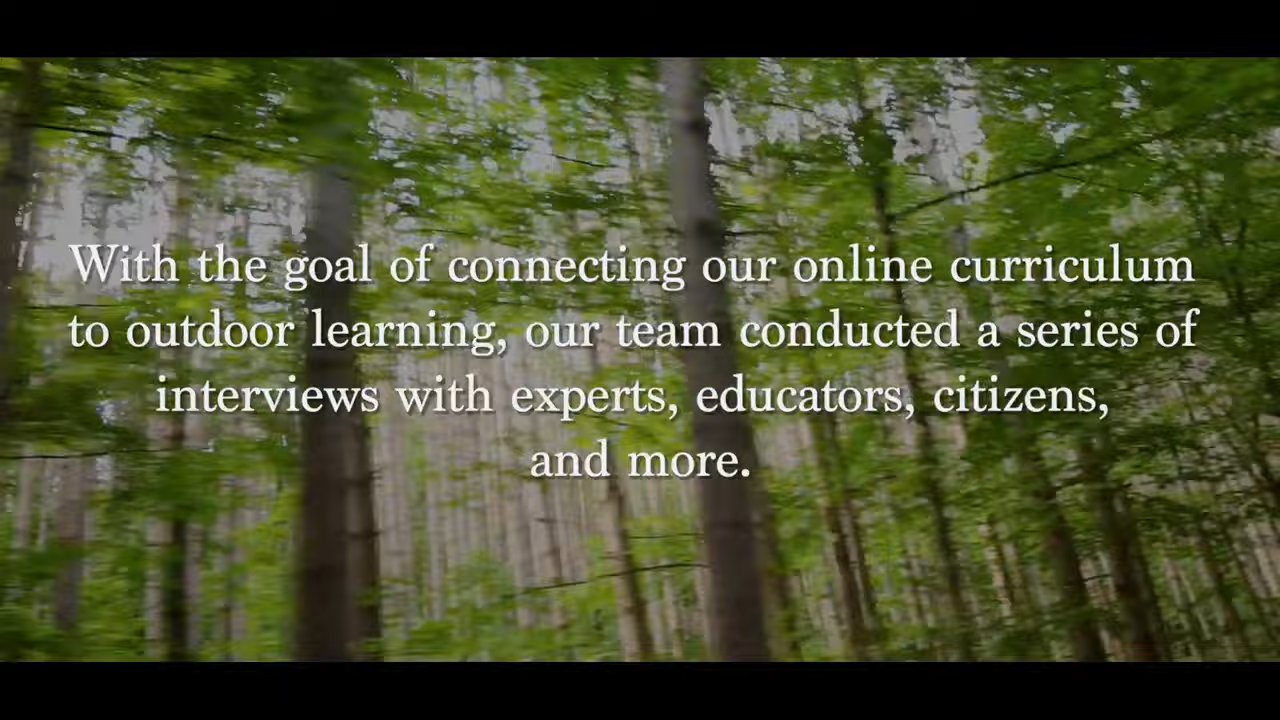 With the goal of connecting our online curriculum
to outdoor learning, our team conducted a series of
interviews with experts, educators, citizens,
and more.